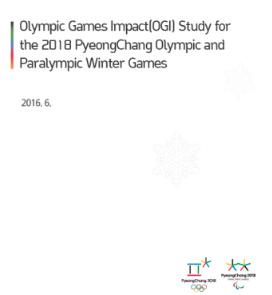 Olympic Games Impact(OGI) Study for
the 2018 PyeongChang Olympic and
Paralympic Winter Games
2016. 6.
PyeongChang 2018
PyeongChang 2018